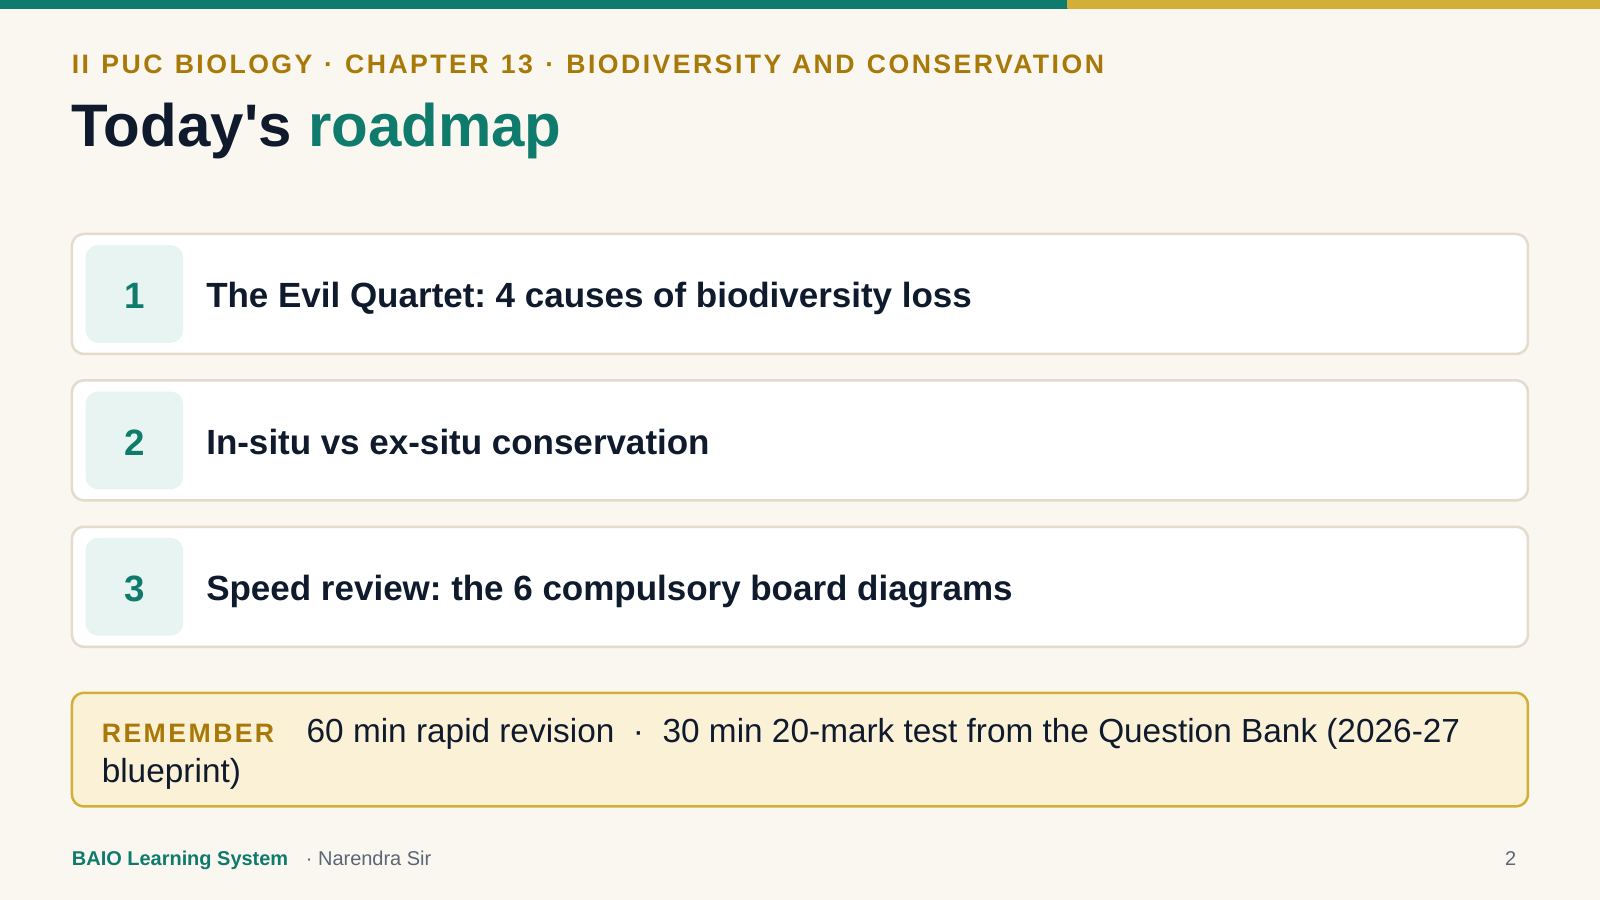 II PUC BIOLOGY · CHAPTER 13 · BIODIVERSITY AND CONSERVATION
Today's roadmap
1 The Evil Quartet: 4 causes of biodiversity loss
2 In-situ vs ex-situ conservation
3 Speed review: the 6 compulsory board diagrams
REMEMBER 60 min rapid revision · 30 min 20-mark test from the Question Bank (2026-27
blueprint)
BAIO Learning System · Narendra Sir 2